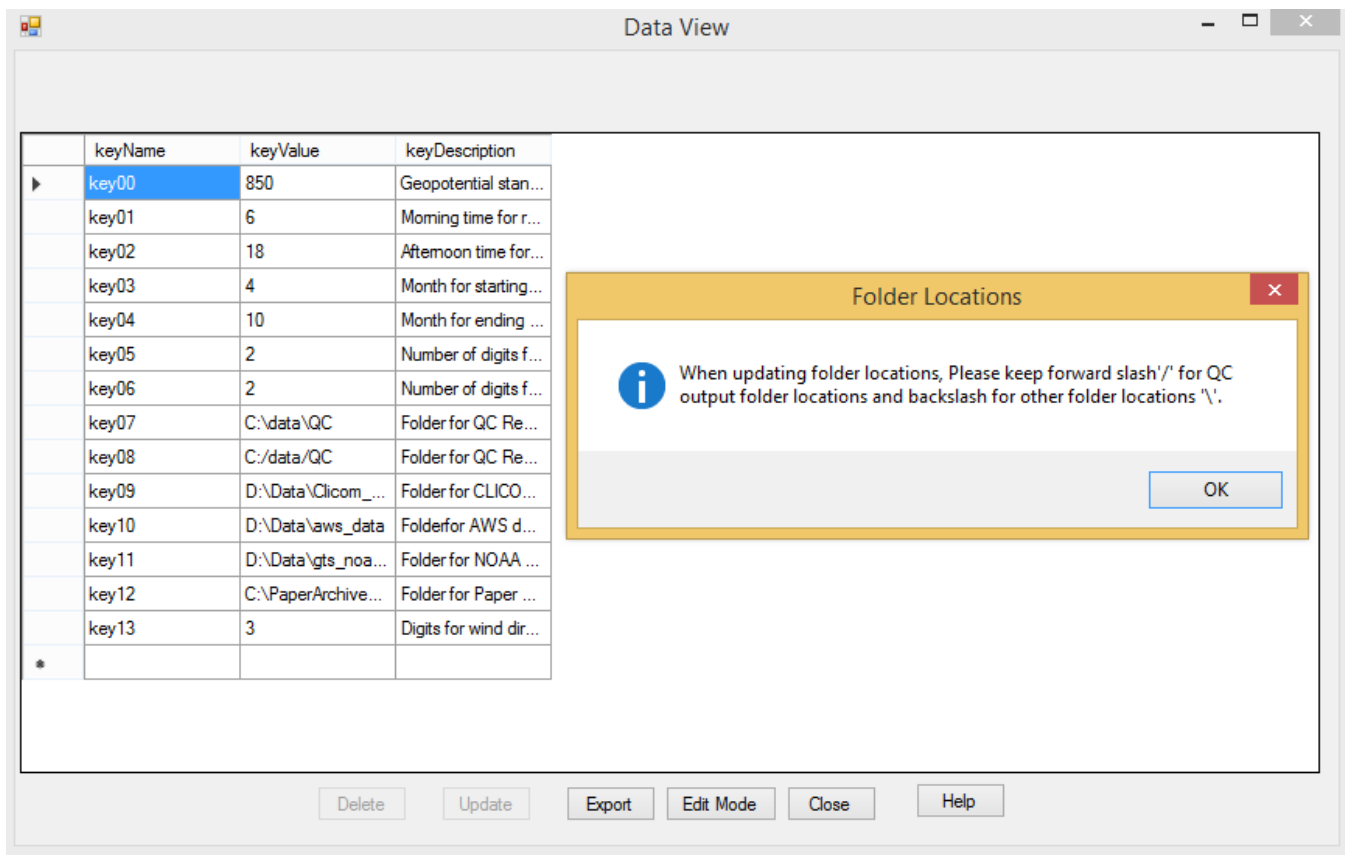 Data View
keyName keyValue keyDescription
key00 850 Geopotential stan...
key01 6 Morning time for r...
key02 18 Afternoon time for...
key03 4 Month for starting...
key04 10 Month for ending ...
key05 2 Number of digits f...
key06 2 Number of digits f...
key07 C:\data\QC Folder for QC Re...
key08 C:/data/QC Folder for QC Re...
key09 D:\Data\Clicom_... Folder for CLICO...
key10 D:\Data\aws_data Folderfor AWS d...
key11 D:\Data\gts_noa... Folder for NOAA ...
key12 C:\PaperArchive... Folder for Paper ...
key13 3 Digits for wind dir...
Folder Locations
When updating folder locations, Please keep forward slash'/' for QC
output folder locations and backslash for other folder locations '\'.
OK
Delete Update Export Edit Mode Close Help